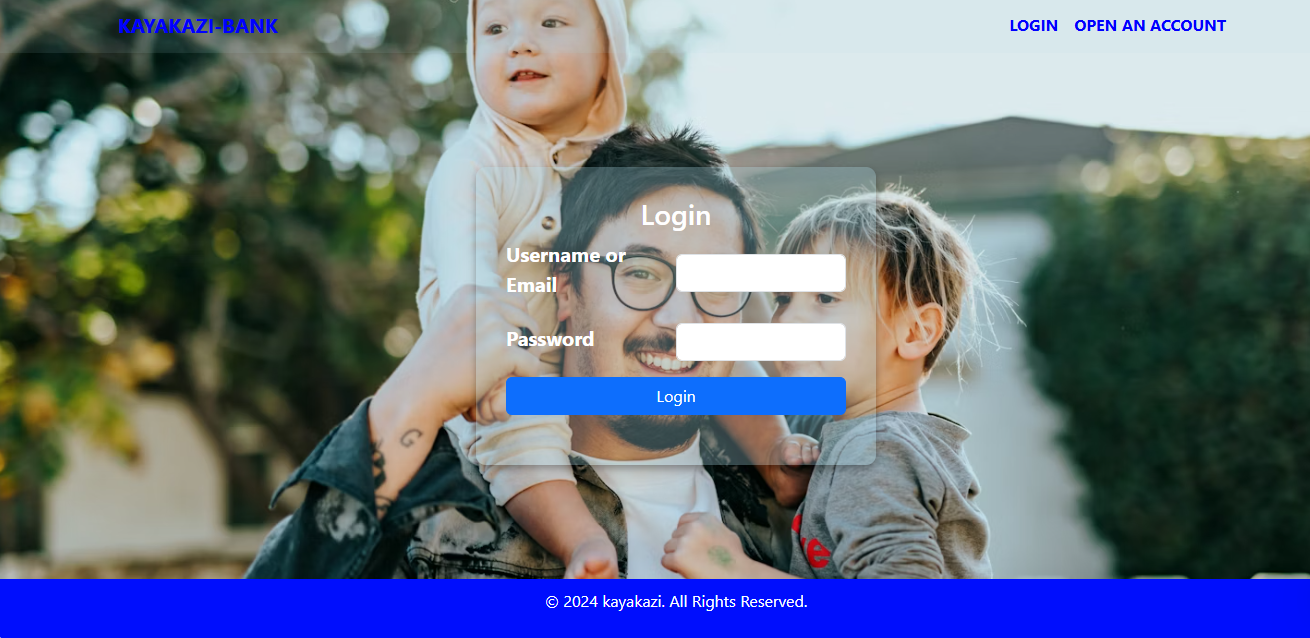 KAYAKAZI-BANK
LOGIN OPEN AN ACCOUNT
Login
Username or
Email
Password
Login
© 2024 kayakazi. All Rights Reserved.